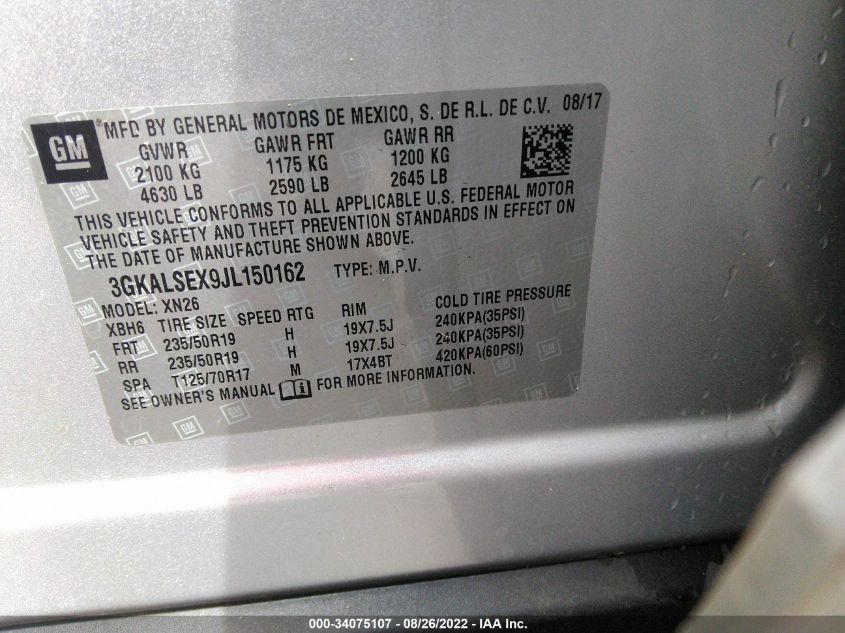 GM
®MFD BY GENERAL MOTORS DE MEXICO, S. DE R.L. DE C.V. 08/17
GVWR GAWR FRT GAWR RR
2100 KG 1175 KG 1200 KG
4630 LB 2590 LB 2645 LB
THIS VEHICLE CONFORMS TO ALL APPLICABLE U.S. FEDERAL MOTOR
VEHICLE SAFETY AND THEFT PREVENTION STANDARDS IN EFFECT ON
THE DATE OF MANUFACTURE SHOWN ABOVE.
3GKALSEX9JL150162 TYPE: M.P.V.
MODEL: XN26
XBH6 TIRE SIZE SPEED RTG RIM COLD TIRE PRESSURE
FRT 235/50R19 H 19X7.5J 240KPA(35PSI)
RR 235/50R19 H 19X7.5J 240KPA(35PSI)
SPA T125/70R17 M 17X4BT 420KPA(60PSI)
SEE OWNER'S MANUAL FOR MORE INFORMATION.
000-34075107 - 08/26/2022 - IAA Inc.